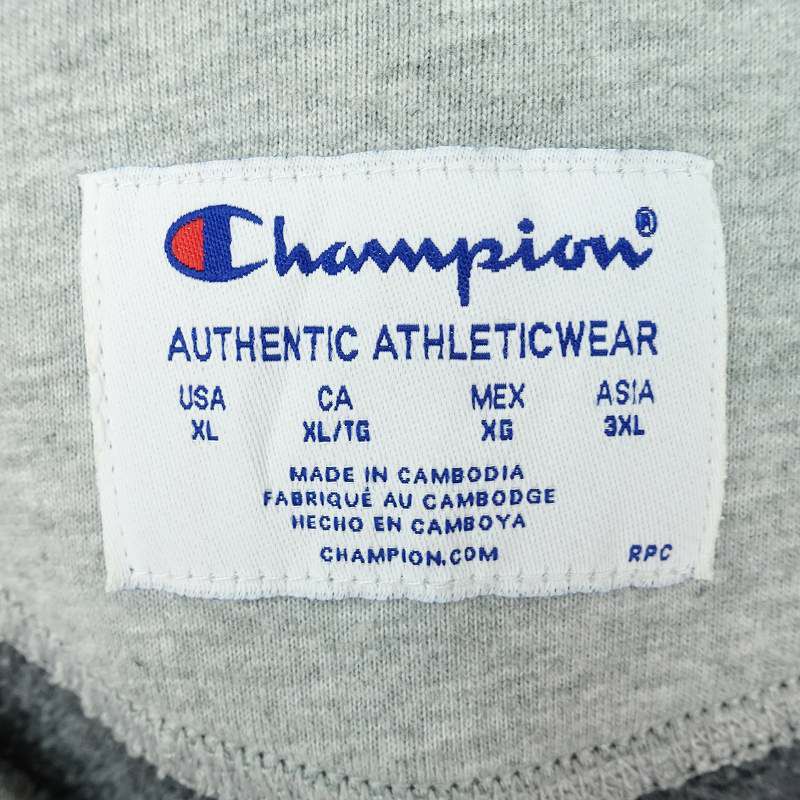 Champion®
AUTHENTIC ATHLETICWEAR
USA CA MEX ASIA
XL XL/TG XG 3XL
MADE IN CAMBODIA
FABRIQUÉ AU CAMBODGE
HECHO EN CAMBOYA
CHAMPION.COM RPC